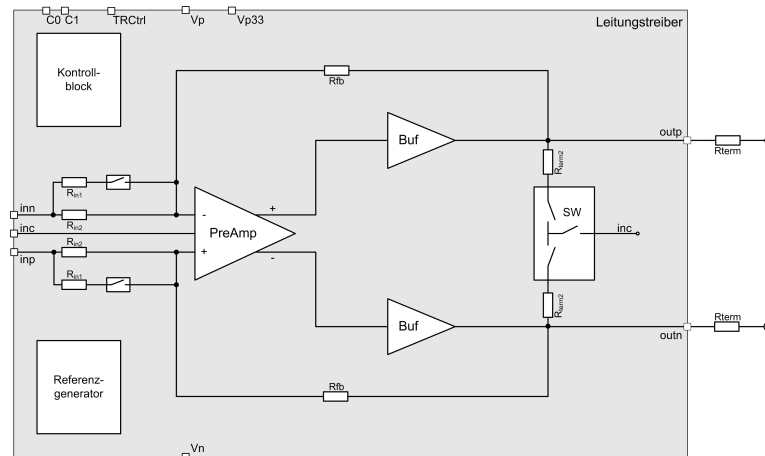 C0 C1 TRCtrl Vp Vp33
Leitungstreiber
Kontroll-
block
Rfb
Buf
outp
Rterm
Rterm2
Rin1
inn
Rin2
-
+
SW
inc
PreAmp
inc
Rin2
inp
+
-
Rin1
Rterm2
Buf
Rterm
outn
Referenz-
generator
Rfb
Vn